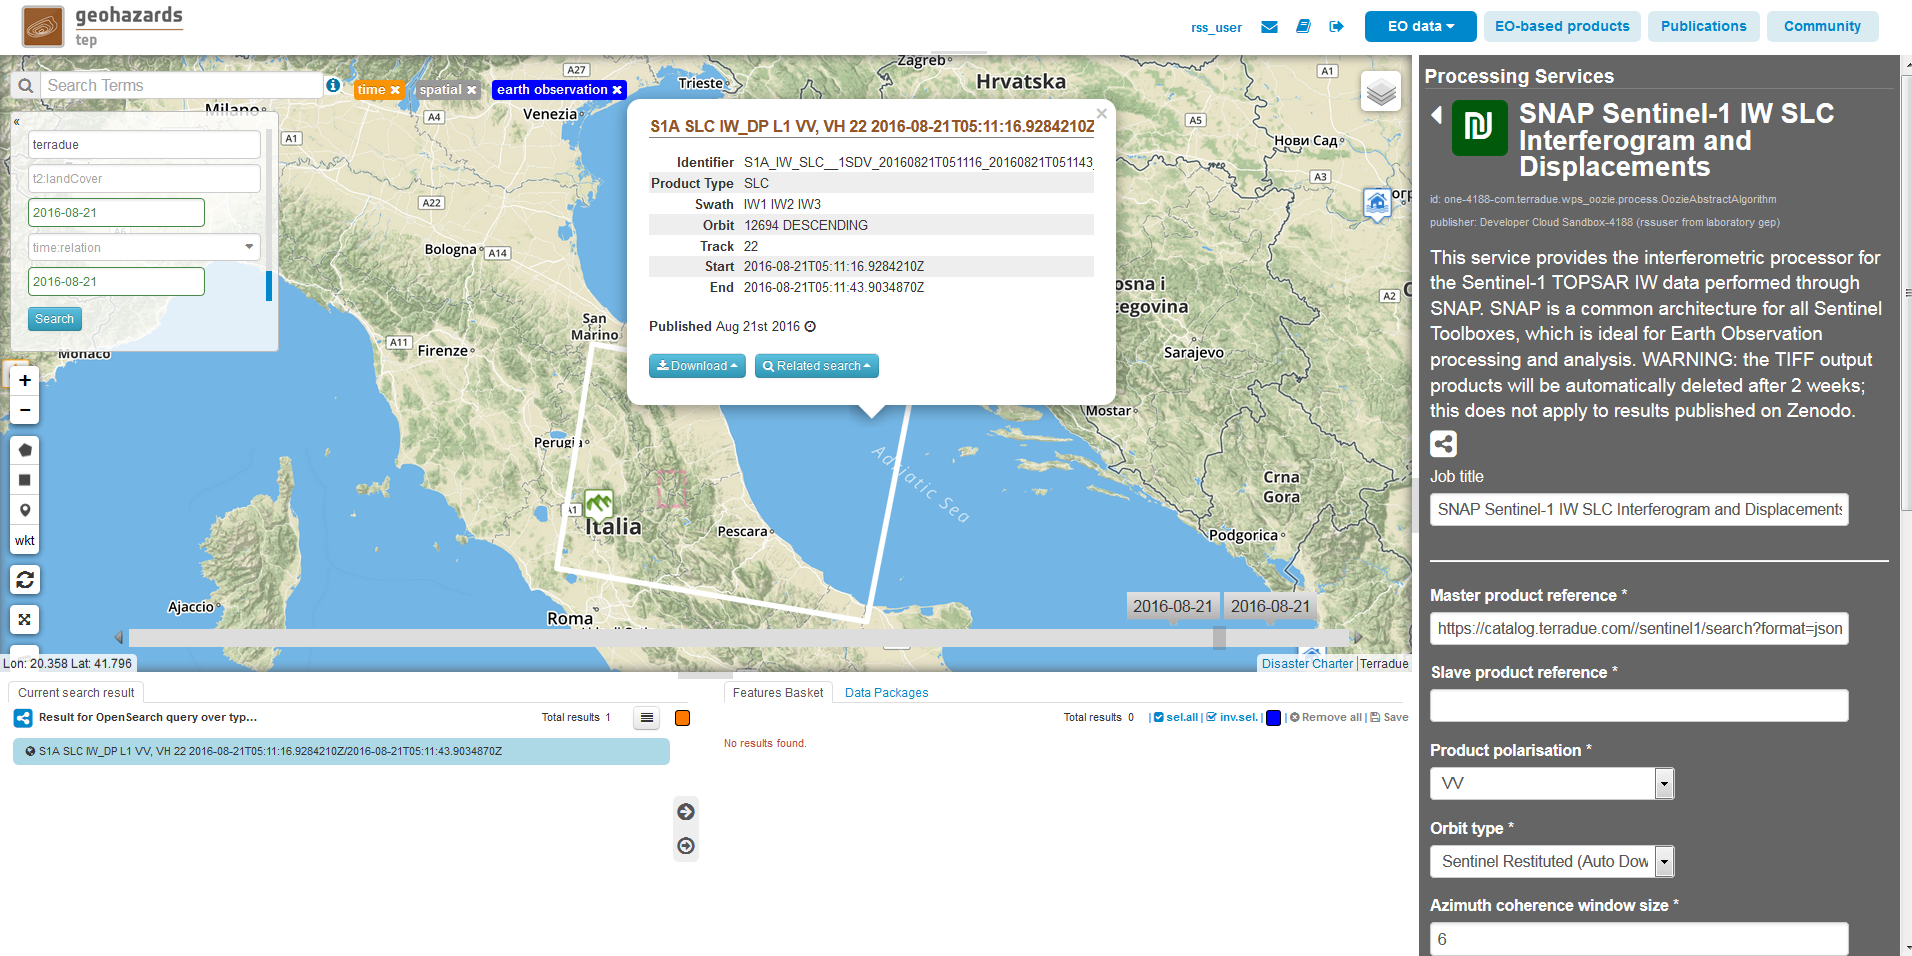 geohazards
tep
rss_user
EO data
EO-based products
Publications
Community
Search Terms
time ×
spatial ×
earth observation ×
«
terradue
t2:landCover
2016-08-21
time:relation
2016-08-21
Search
Milano
A1
A4
A22
A27
Trieste
Venezia
Zagreb
Hrvatska
A1
A5
Нови Сад
A3
A2
Bologna
A14
San
Marino
Firenze
A11
Monaco
Perugia
A1
Italia
Pescara
Roma
Ajaccio
Adriatic Sea
osna i
cegovina
Sarajevo
Mostar
Crna
Gora
Podgorica
+
−
wkt
×
S1A SLC IW_DP L1 VV, VH 22 2016-08-21T05:11:16.9284210Z
Identifier S1A_IW_SLC__1SDV_20160821T051116_20160821T051143_
Product Type SLC
Swath IW1 IW2 IW3
Orbit 12694 DESCENDING
Track 22
Start 2016-08-21T05:11:16.9284210Z
End 2016-08-21T05:11:43.9034870Z
Published Aug 21st 2016
Download
Related search
2016-08-21 2016-08-21
Lon: 20.358 Lat: 41.796
Disaster Charter | Terradue
Current search result
Result for OpenSearch query over typ...
Total results 1
S1A SLC IW_DP L1 VV, VH 22 2016-08-21T05:11:16.9284210Z/2016-08-21T05:11:43.9034870Z
Features Basket
Data Packages
Total results 0 | sel.all | inv.sel. | | Remove all | Save
No results found.
Processing Services
SNAP Sentinel-1 IW SLC
Interferogram and
Displacements
id: one-4188-com.terradue.wps_oozie.process.OozieAbstractAlgorithm
publisher: Developer Cloud Sandbox-4188 (rssuser from laboratory gep)
This service provides the interferometric processor for
the Sentinel-1 TOPSAR IW data performed through
SNAP. SNAP is a common architecture for all Sentinel
Toolboxes, which is ideal for Earth Observation
processing and analysis. WARNING: the TIFF output
products will be automatically deleted after 2 weeks;
this does not apply to results published on Zenodo.
Job title
SNAP Sentinel-1 IW SLC Interferogram and Displacements
Master product reference *
https://catalog.terradue.com//sentinel1/search?format=json
Slave product reference *
Product polarisation *
VV
Orbit type *
Sentinel Restituted (Auto Dow
Azimuth coherence window size *
6